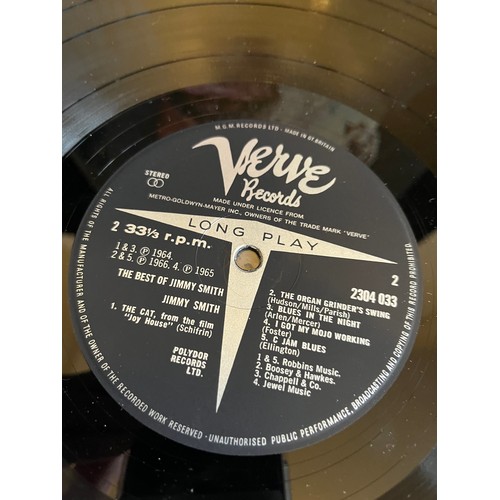 M.G.M. RECORDS LTD - MADE IN GT. BRITAIN
Verve
Records
STEREO
MADE UNDER LICENCE FROM
METRO-GOLDWYN-MAYER INC., OWNERS OF THE TRADE MARK "VERVE"
LONG PLAY
2 33⅓ r.p.m.
1 & 3. ℗ 1964.
2 & 5. ℗ 1966. 4. ℗ 1965
THE BEST OF JIMMY SMITH
JIMMY SMITH
1. THE CAT, from the film
"Joy House" (Schifrin)
POLYDOR
RECORDS
LTD.
2
2304 033
2. THE ORGAN GRINDER'S SWING
(Hudson/Mills/Parish)
3. BLUES IN THE NIGHT
(Arlen/Mercer)
4. I GOT MY MOJO WORKING
(Foster)
5. C JAM BLUES
(Ellington)
1 & 5. Robbins Music.
2. Boosey & Hawkes.
3. Chappell & Co.
4. Jewel Music
ALL RIGHTS OF THE MANUFACTURER AND OF THE OWNER OF THE RECORDED WORK RESERVED - UNAUTHORISED PUBLIC PERFORMANCE, BROADCASTING AND COPYING OF THIS RECORD PROHIBITED